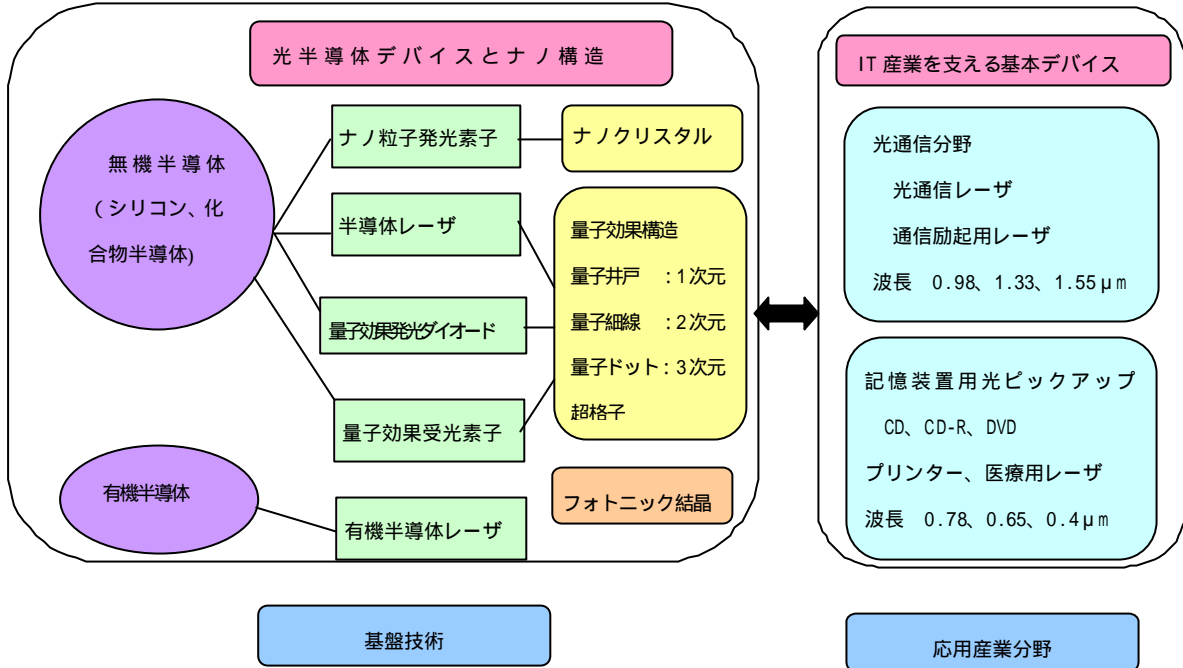 光半導体デバイスとナノ構造
無機半導体
(シリコン、化
合物半導体)
ナノ粒子発光素子
ナノクリスタル
半導体レーザ
量子効果発光ダイオード
量子効果受光素子
量子効果構造
量子井戸 :1次元
量子細線 :2次元
量子ドット:3次元
超格子
有機半導体
有機半導体レーザ
フォトニック結晶
基盤技術
IT産業を支える基本デバイス
光通信分野
光通信レーザ
通信励起用レーザ
波長 0.98、1.33、1.55μm
記憶装置用光ピックアップ
CD、CD-R、DVD
プリンター、医療用レーザ
波長 0.78、0.65、0.4μm
応用産業分野